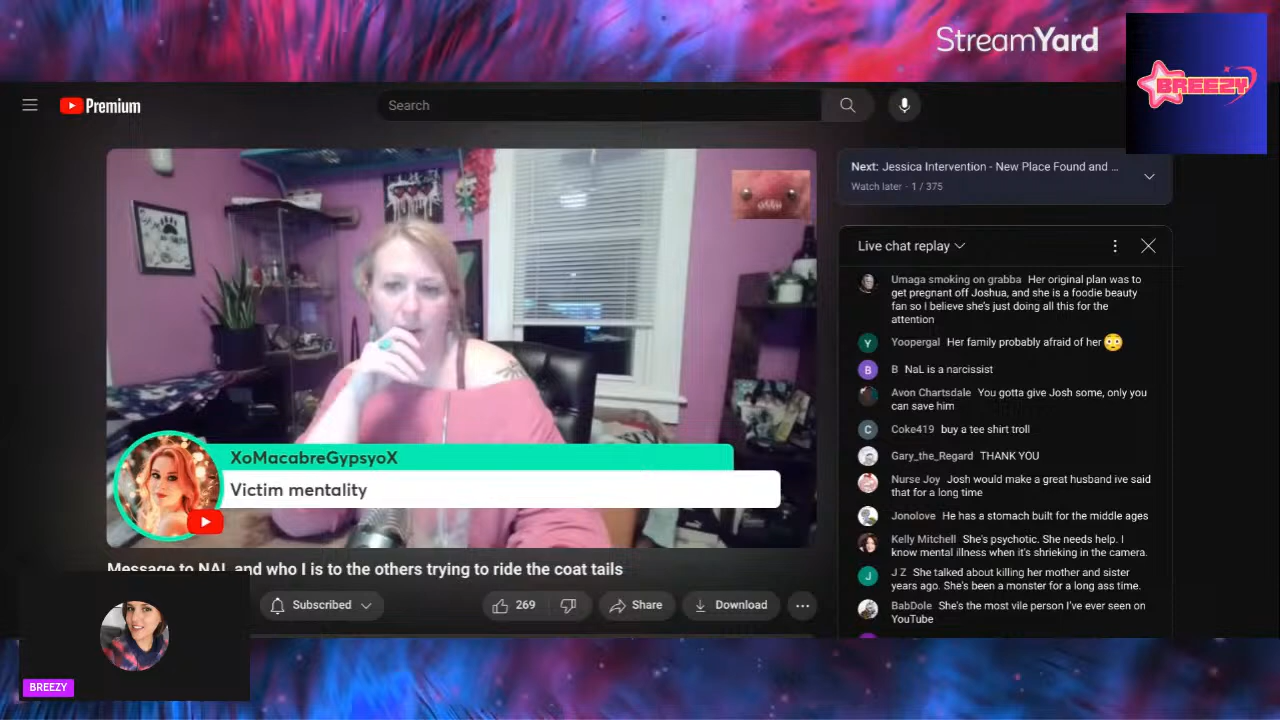 StreamYard
BREEZY
Premium
Search
Next: Jessica Intervention - New Place Found and ...
Watch later · 1 / 375
Live chat replay
Umaga smoking on grabba Her original plan was to
get pregnant off Joshua, and she is a foodie beauty
fan so I believe she's just doing all this for the
attention
Y
Yoopergal Her family probably afraid of her
B
B NaL is a narcissist
Avon Chartsdale You gotta give Josh some, only you
can save him
C
Coke419 buy a tee shirt troll
Gary_the_Regard THANK YOU
Nurse Joy Josh would make a great husband ive said
that for a long time
Jonolove He has a stomach built for the middle ages
Kelly Mitchell She's psychotic. She needs help. I
know mental illness when it's shrieking in the camera.
J
J Z She talked about killing her mother and sister
years ago. She's been a monster for a long ass time.
BabDole She's the most vile person I've ever seen on
YouTube
XoMacabreGypsyoX
Victim mentality
Message to NAL and who I is to the others trying to ride the coat tails
Subscribed
269
Share
Download
BREEZY